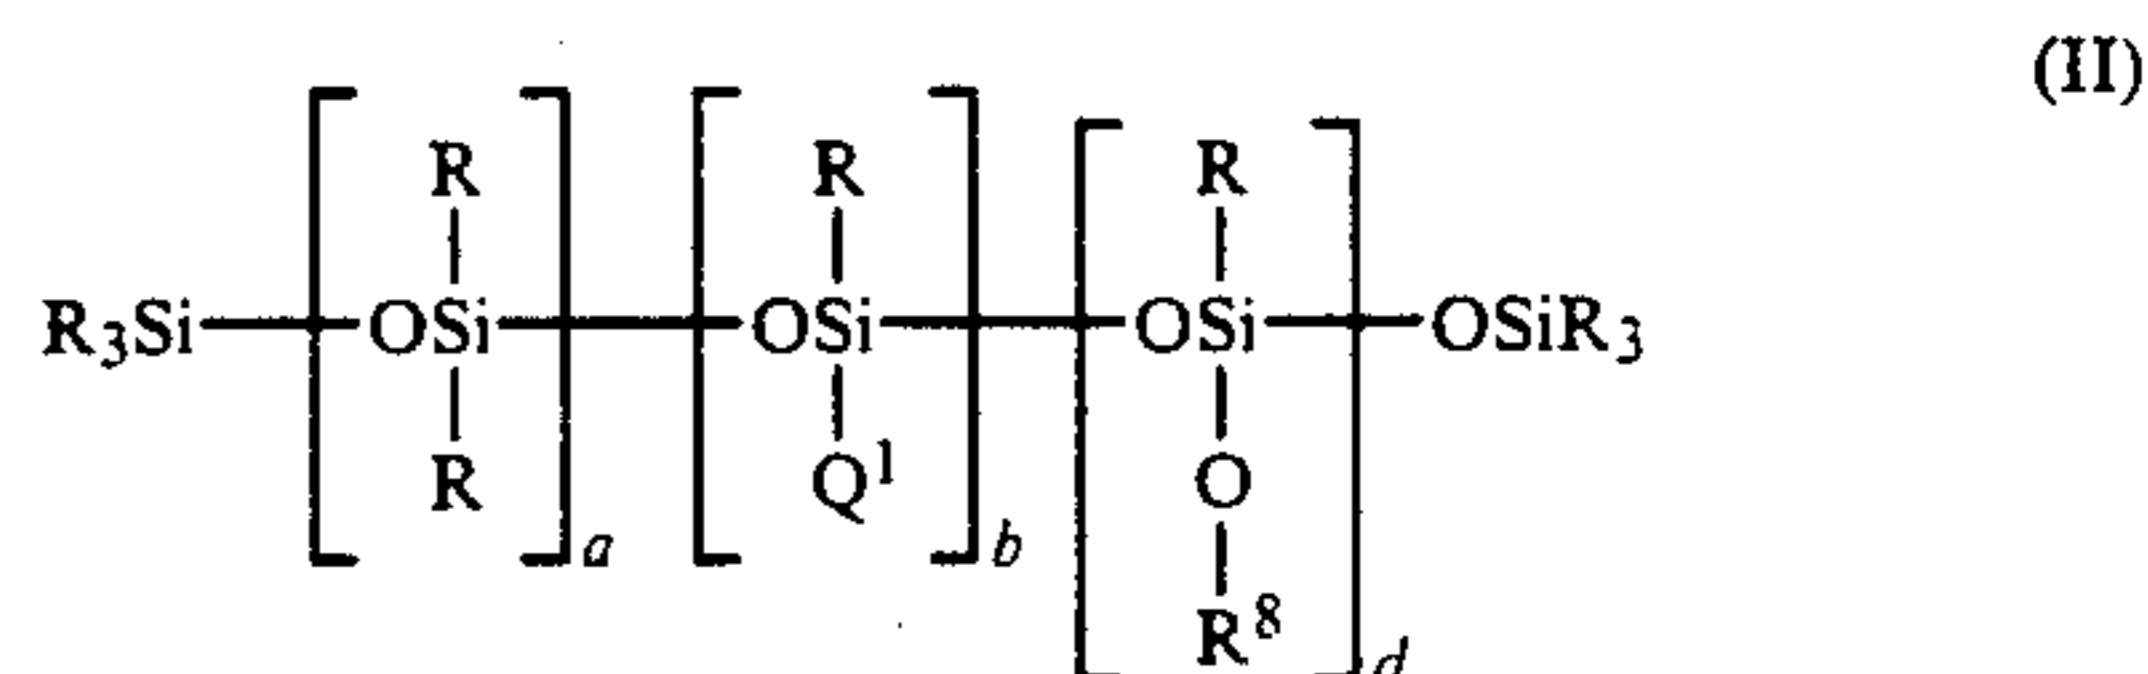 (II)
R R R
R₃Si OSi OSi OSi OSiR₃
R Q¹ O
a b
R⁸
d